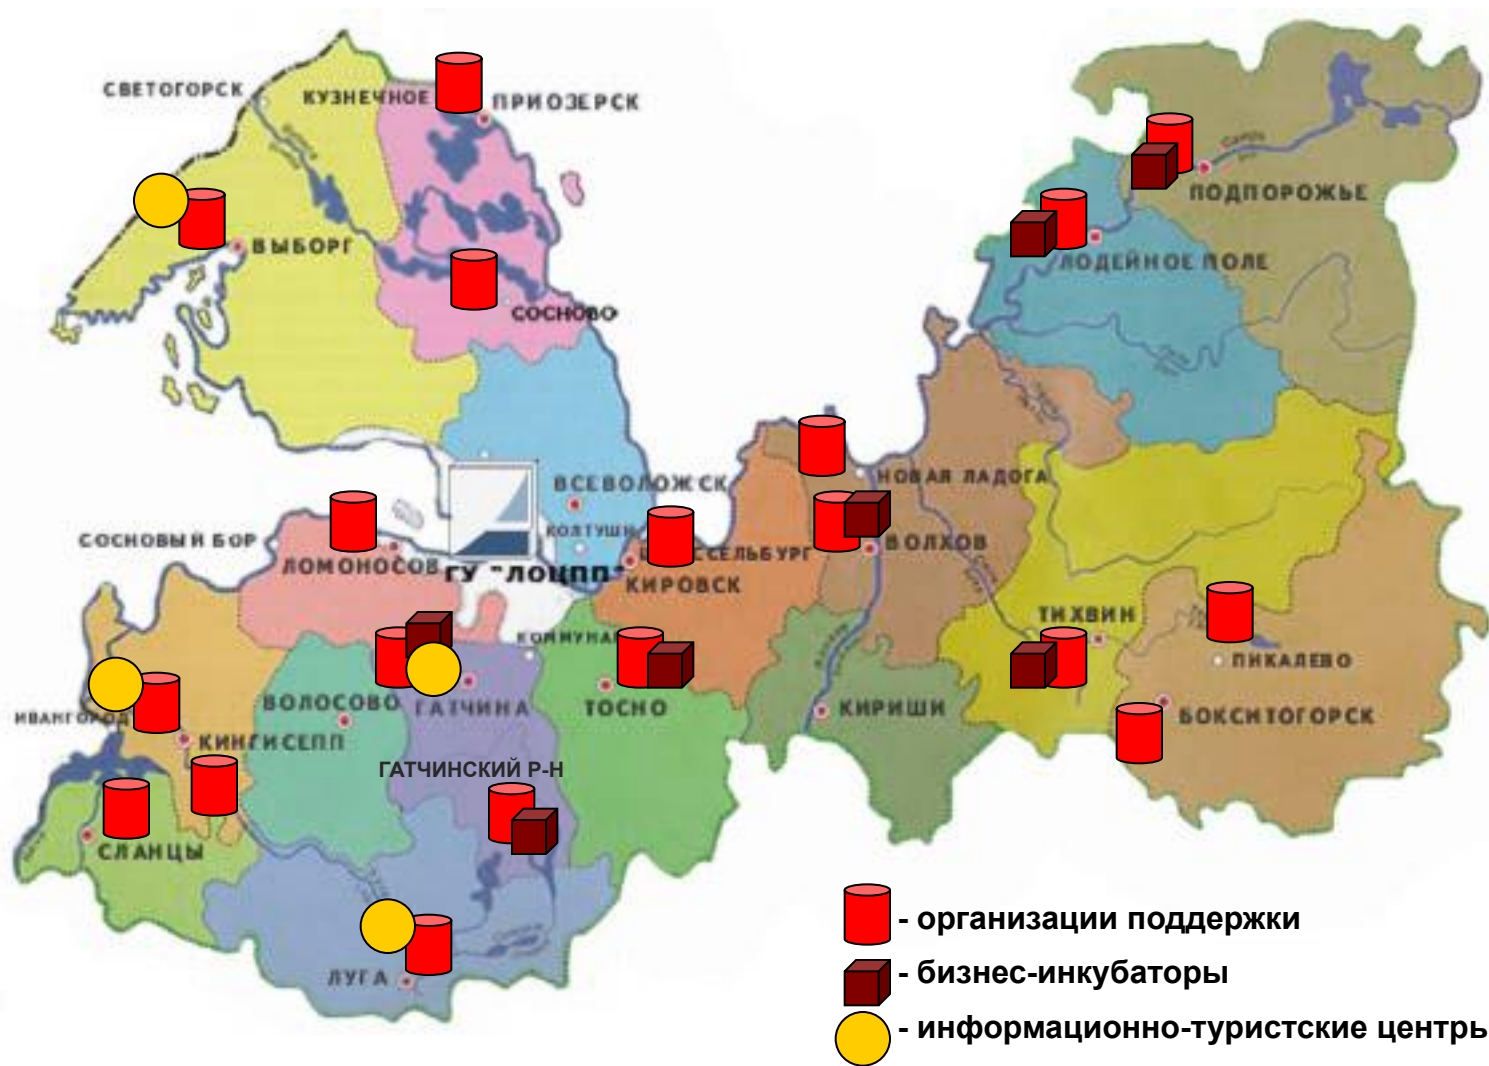 СВЕТОГОРСК
КУЗНЕЧНОЕ
ПРИОЗЕРСК
ПОДПОРОЖЬЕ
ВЫБОРГ
ЛОДЕЙНОЕ ПОЛЕ
СОСНОВО
НОВАЯ ЛАДОГА
ВСЕВОЛОЖСК
КОЛТУШИ
СОСНОВЫЙ БОР
ВОЛХОВ
ЛОМОНОСОВ
ГУ "ЛОЦПП"
КИРОВСК
ТИХВИН
ПИКАЛЕВО
ВОЛОСОВО
ГАТЧИНА
ТОСНО
КИРИШИ
БОКСИТОГОРСК
ИВАНГОРОД
КИНГИСЕПП
ГАТЧИНСКИЙ Р-Н
СЛАНЦЫ
ЛУГА
- организации поддержки
- бизнес-инкубаторы
- информационно-туристские центры